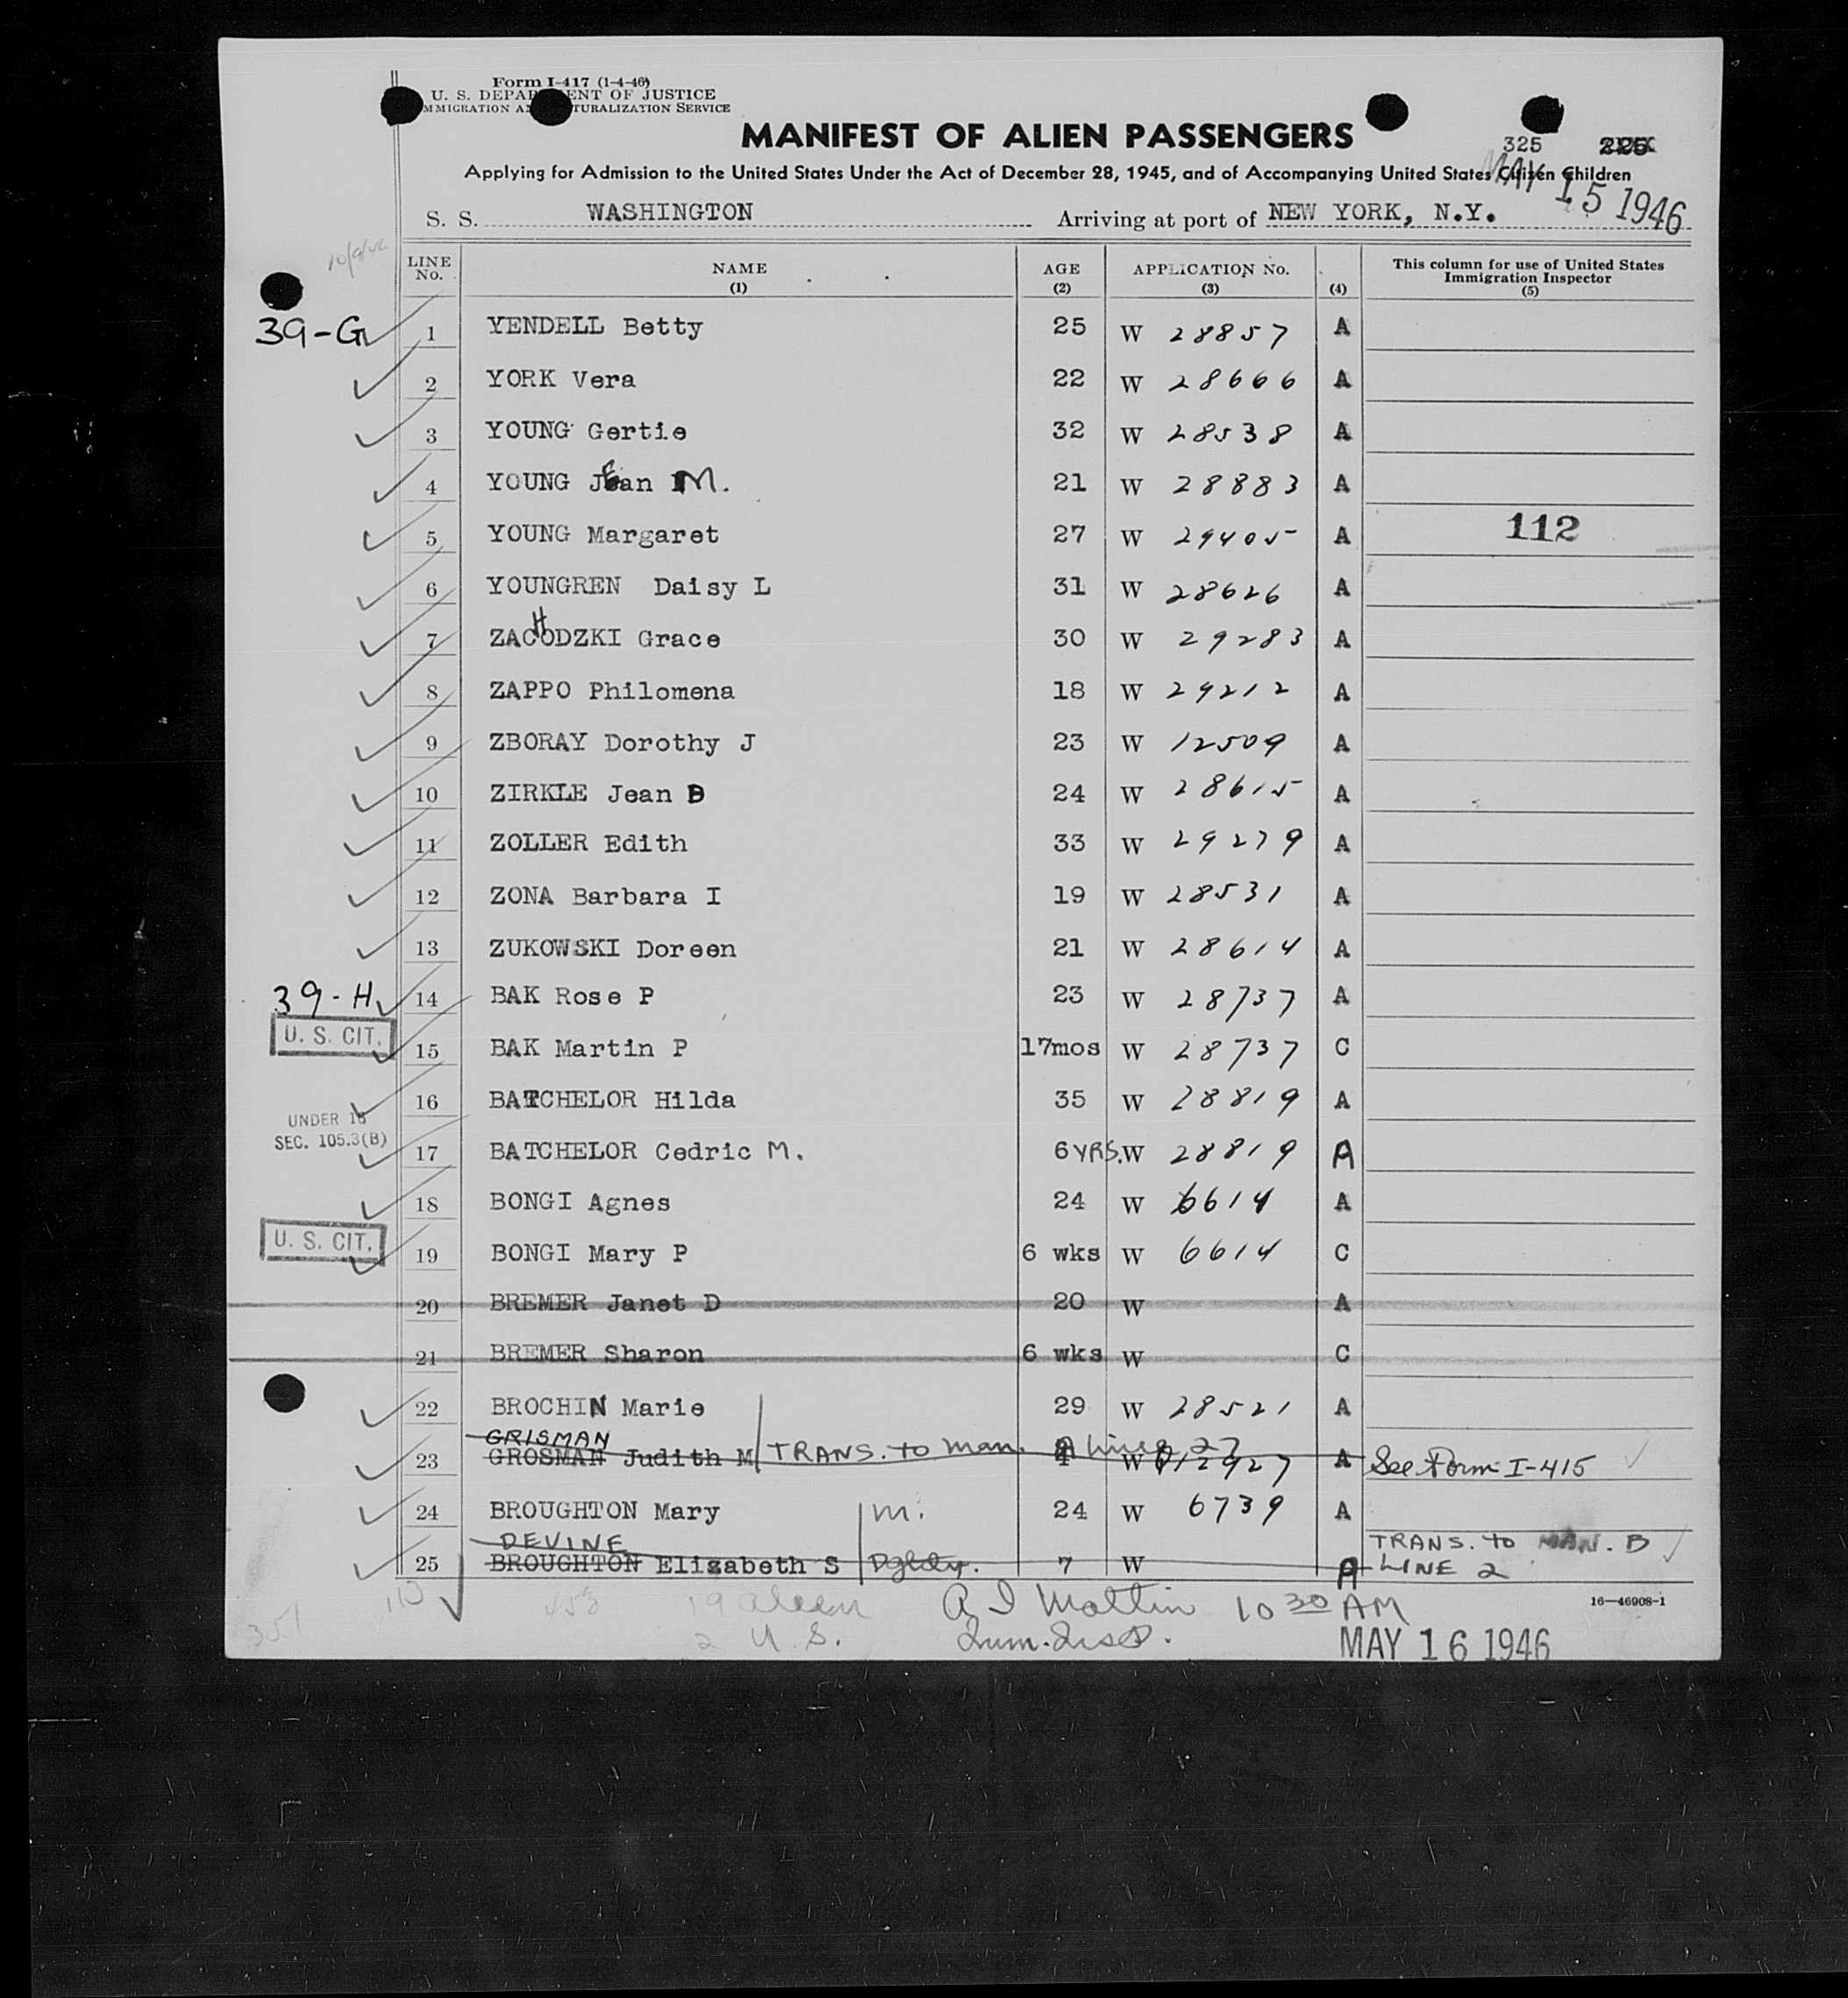 Form I-417 (1-4-46)
U. S. DEPARTMENT OF JUSTICE
IMMIGRATION AND NATURALIZATION SERVICE
MANIFEST OF ALIEN PASSENGERS
325 225
Applying for Admission to the United States Under the Act of December 28, 1945, and of Accompanying United States Citizen Children
MAY 15 1946
S. S. WASHINGTON Arriving at port of NEW YORK, N.Y.
LINE No. NAME (1) AGE (2) APPLICATION No. (3) (4) This column for use of United States Immigration Inspector (5)
39-G 1 YENDELL Betty 25 W 28857 A
2 YORK Vera 22 W 28666 A
3 YOUNG Gertie 32 W 28538 A
4 YOUNG Jean M. 21 W 28883 A
5 YOUNG Margaret 27 W 29405 A 112
6 YOUNGREN Daisy L 31 W 28626 A
7 ZACHODZKI Grace 30 W 29283 A
8 ZAPPO Philomena 18 W 29212 A
9 ZBORAY Dorothy J 23 W 12509 A
10 ZIRKLE Jean D 24 W 28615 A
11 ZOLLER Edith 33 W 29279 A
12 ZONA Barbara I 19 W 28531 A
13 ZUKOWSKI Doreen 21 W 28614 A
39-H 14 BAK Rose P 23 W 28737 A
U. S. CIT. 15 BAK Martin P 17mos W 28737 C
16 BATCHELOR Hilda 35 W 28819 A
UNDER 16
SEC. 105.3(B)
17 BATCHELOR Cedric M. 6 YRS. W 28819 A
18 BONGI Agnes 24 W 6614 A
U. S. CIT. 19 BONGI Mary P 6 wks W 6614 C
20 BREMER Janet D 20 W A
21 BREMER Sharon 6 wks W C
22 BROCHIN Marie 29 W 28521 A
GRISMAN
23 GROSMAN Judith M TRANS. TO Man. A Line 27 W 12927 A See Form I-415
24 BROUGHTON Mary M. 24 W 6739 A
DEVINE TRANS. to MAN. B
25 BROUGHTON Elizabeth S 7 W A LINE 2
19 alien 10 30 AM
2 U. S. Imm. Insp.
16—46908-1
MAY 16 1946